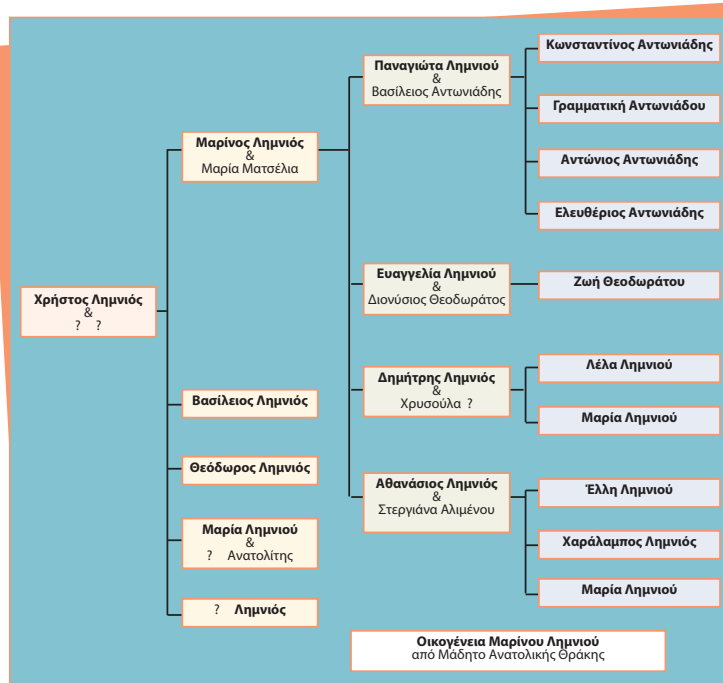 Χρήστος Λημνιός
&
? ?
Μαρίνος Λημνιός
&
Μαρία Ματσέλια
Βασίλειος Λημνιός
Θεόδωρος Λημνιός
Μαρία Λημνιού
&
? Ανατολίτης
? Λημνιός
Παναγιώτα Λημνιού
&
Βασίλειος Αντωνιάδης
Ευαγγελία Λημνιού
&
Διονύσιος Θεοδωράτος
Δημήτρης Λημνιός
&
Χρυσούλα ?
Αθανάσιος Λημνιός
&
Στεργιάνα Αλιμένου
Κωνσταντίνος Αντωνιάδης
Γραμματική Αντωνιάδου
Αντώνιος Αντωνιάδης
Ελευθέριος Αντωνιάδης
Ζωή Θεοδωράτου
Λέλα Λημνιού
Μαρία Λημνιού
Έλλη Λημνιού
Χαράλαμπος Λημνιός
Μαρία Λημνιού
Οικογένεια Μαρίνου Λημνιού
από Μάδητο Ανατολικής Θράκης